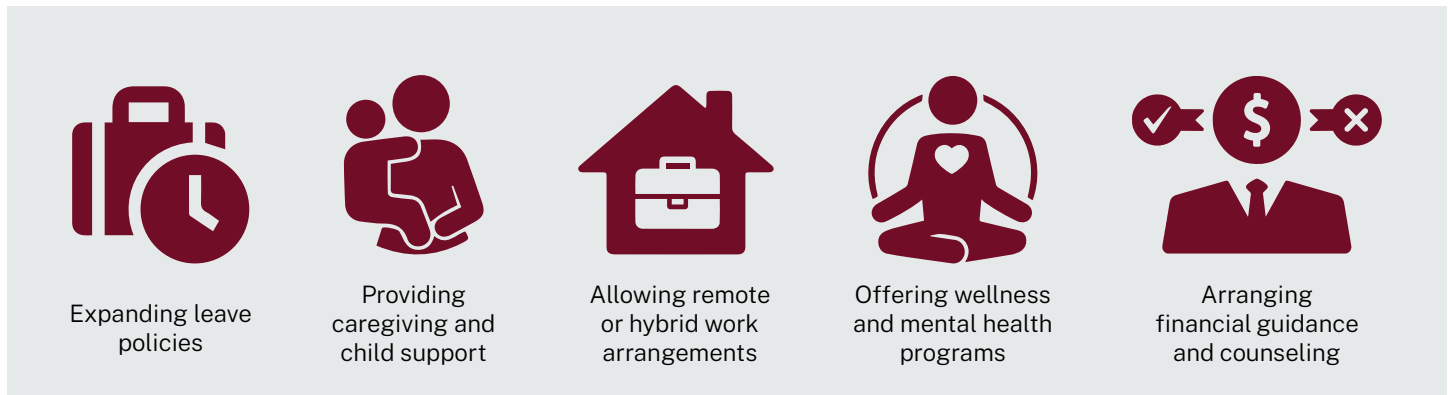 Expanding leave
policies
Providing
caregiving and
child support
Allowing remote
or hybrid work
arrangements
Offering wellness
and mental health
programs
$
Arranging
financial guidance
and counseling